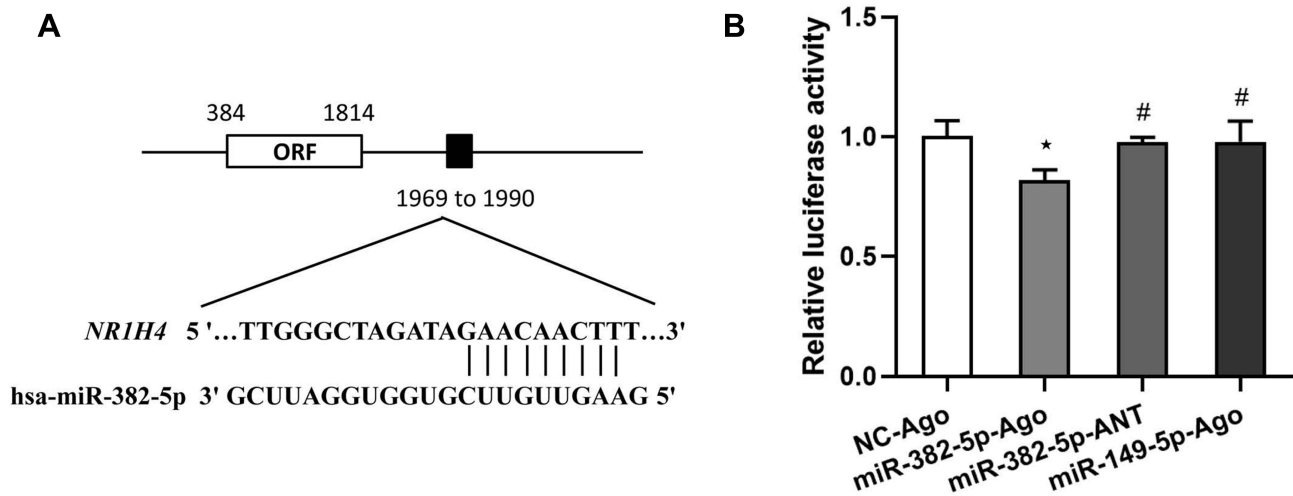 A
384 1814
ORF
1969 to 1990
NR1H4 5 '…TTGGGCTAGATAGAACAACTTT…3'
hsa-miR-382-5p 3' GCUUAGGUGGUGCUUGUUGAAG 5'
B
Relative luciferase activity
1.5
1.0
0.5
0.0
★
#
#
NC-Ago
miR-382-5p-Ago
miR-382-5p-ANT
miR-149-5p-Ago